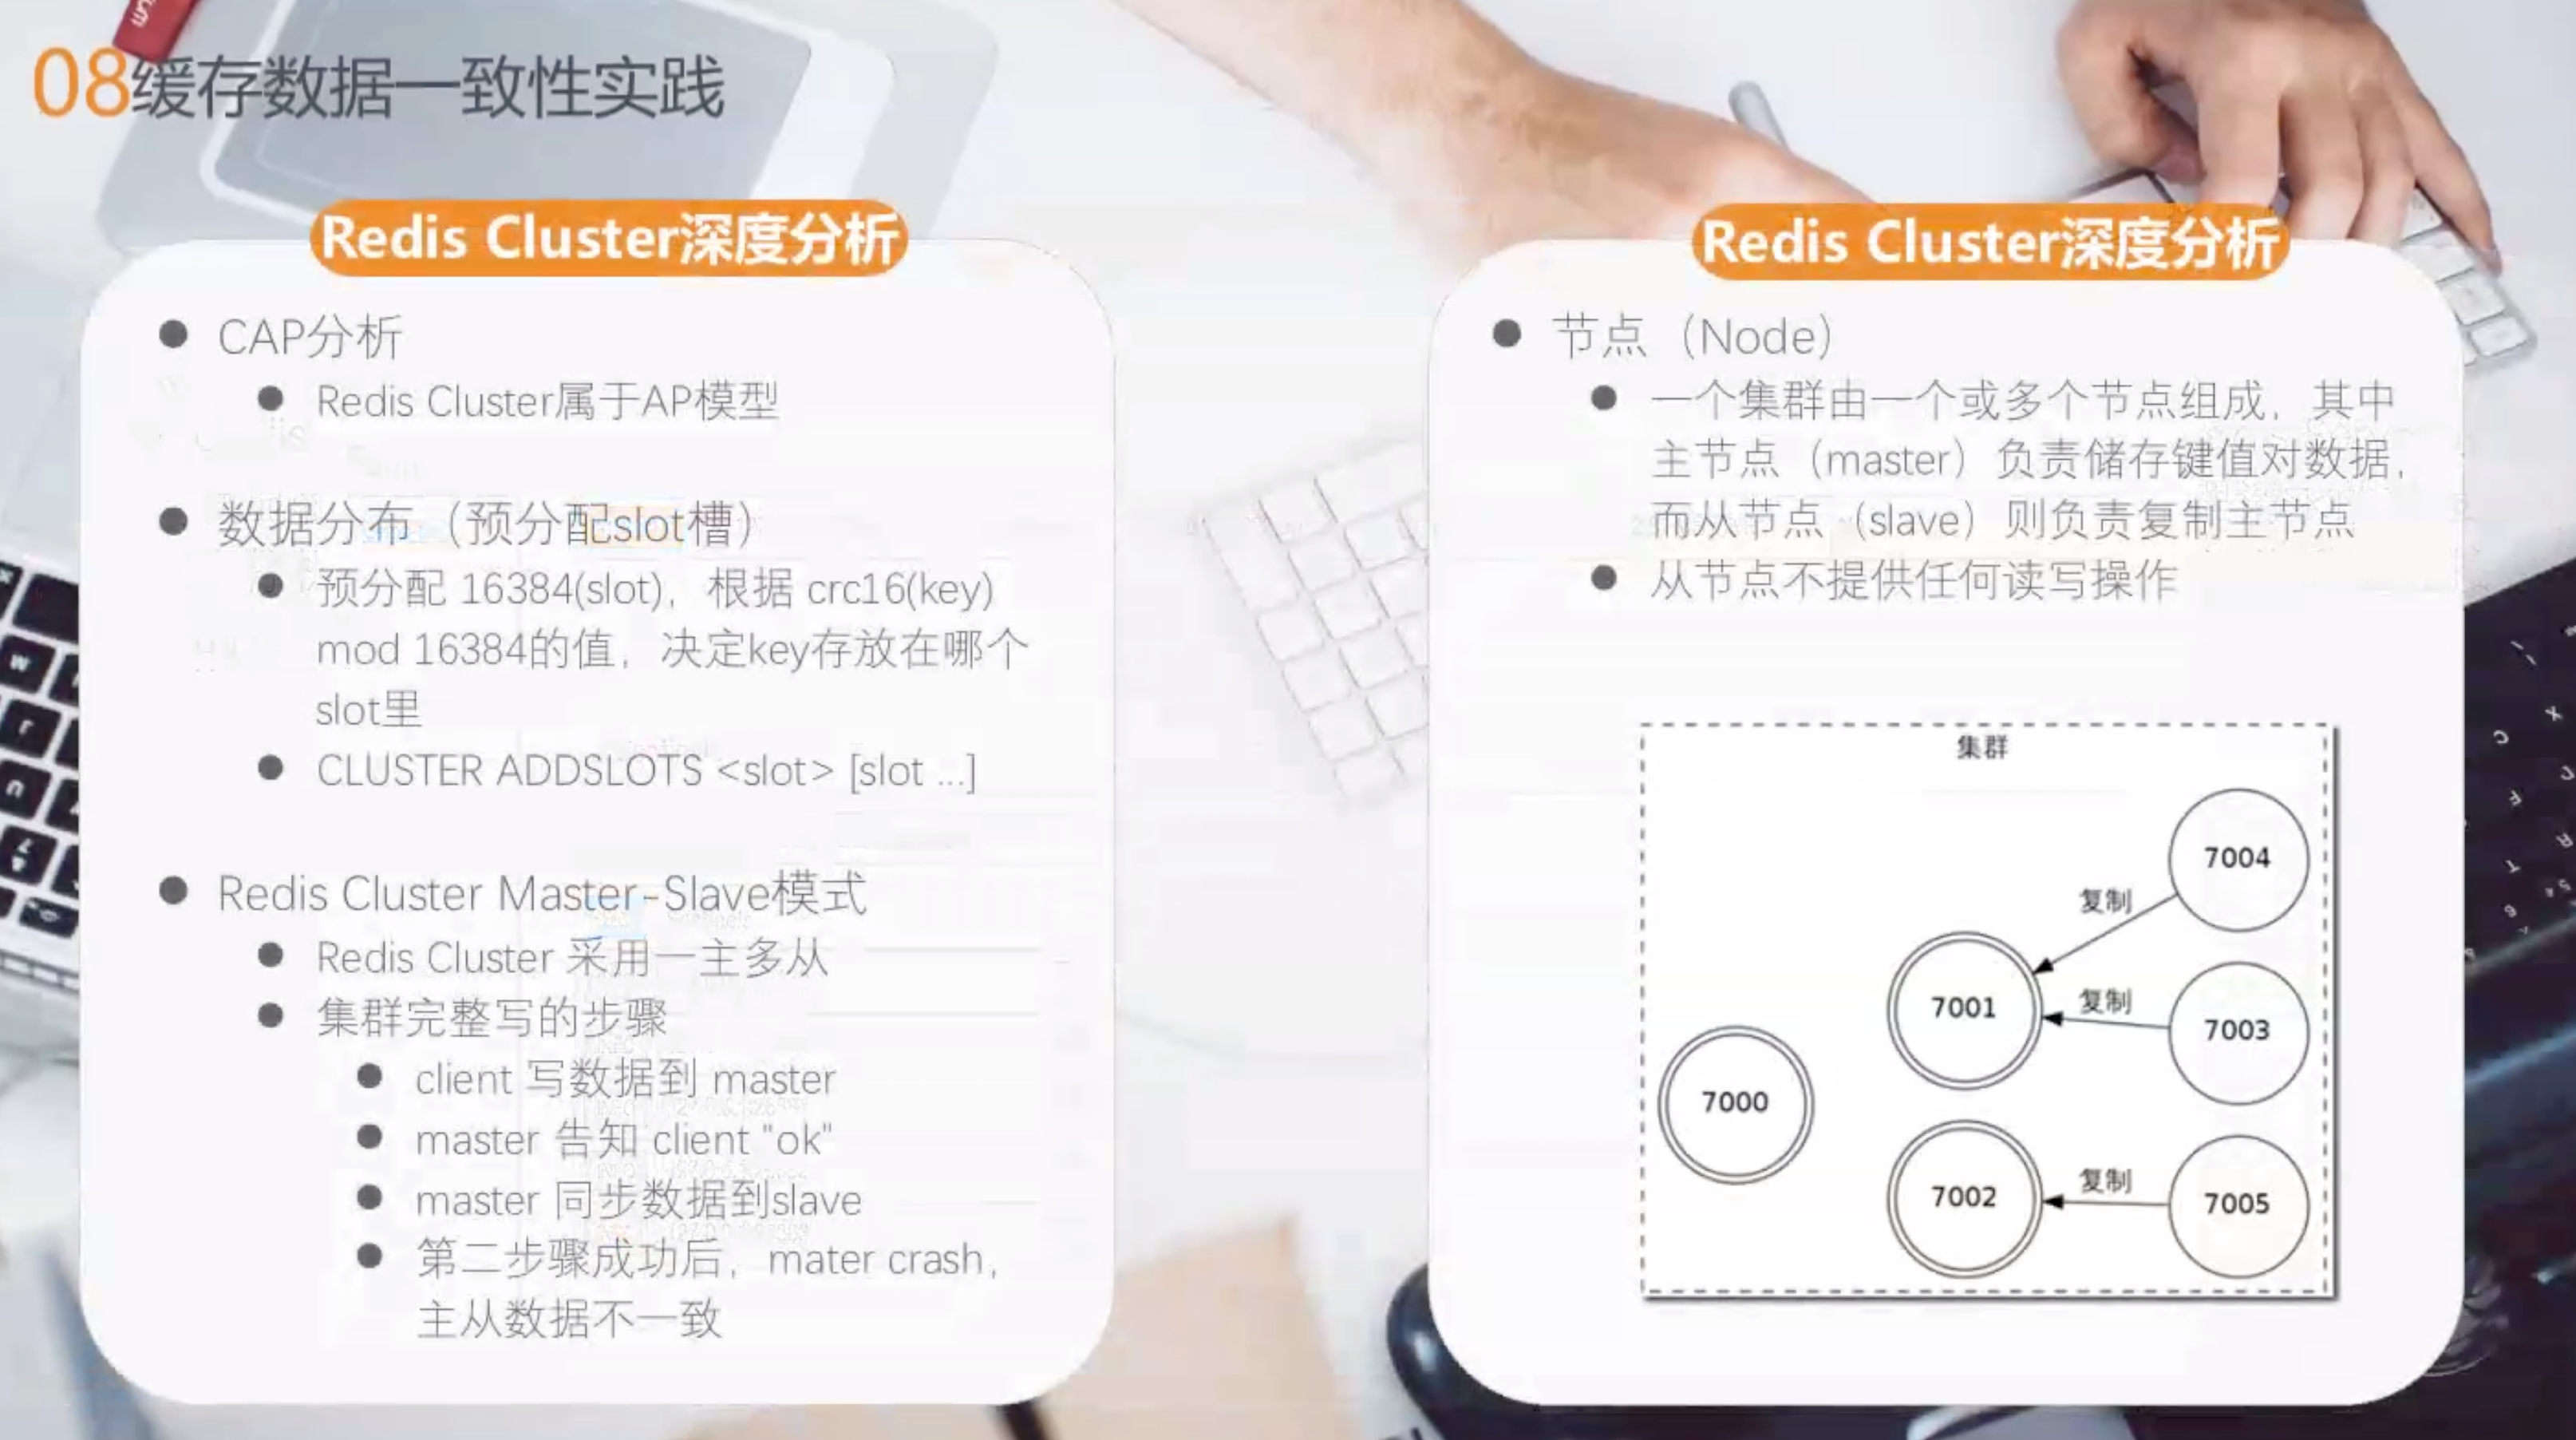 08缓存数据一致性实践
Redis Cluster深度分析
CAP分析
Redis Cluster属于AP模型
数据分布（预分配slot槽）
预分配 16384(slot)，根据 crc16(key)
mod 16384的值，决定key存放在哪个
slot里
CLUSTER ADDSLOTS <slot> [slot ...]
Redis Cluster Master-Slave模式
Redis Cluster 采用一主多从
集群完整写的步骤
client 写数据到 master
master 告知 client "ok"
master 同步数据到slave
第二步骤成功后，mater crash，
主从数据不一致
Redis Cluster深度分析
节点（Node）
一个集群由一个或多个节点组成，其中
主节点（master）负责储存键值对数据，
而从节点（slave）则负责复制主节点
从节点不提供任何读写操作
集群
7004
复制
7001
复制
7003
7000
7002
复制
7005